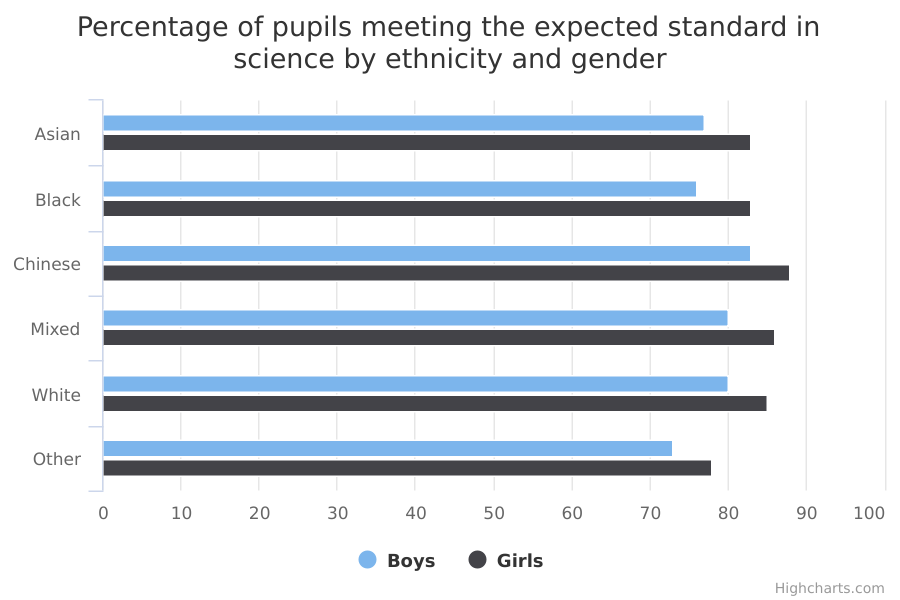 Percentage of pupils meeting the expected standard in
science by ethnicity and gender
Asian
Black
Chinese
Mixed
White
Other
0 10 20 30 40 50 60 70 80 90 100
Boys Girls
Highcharts.com